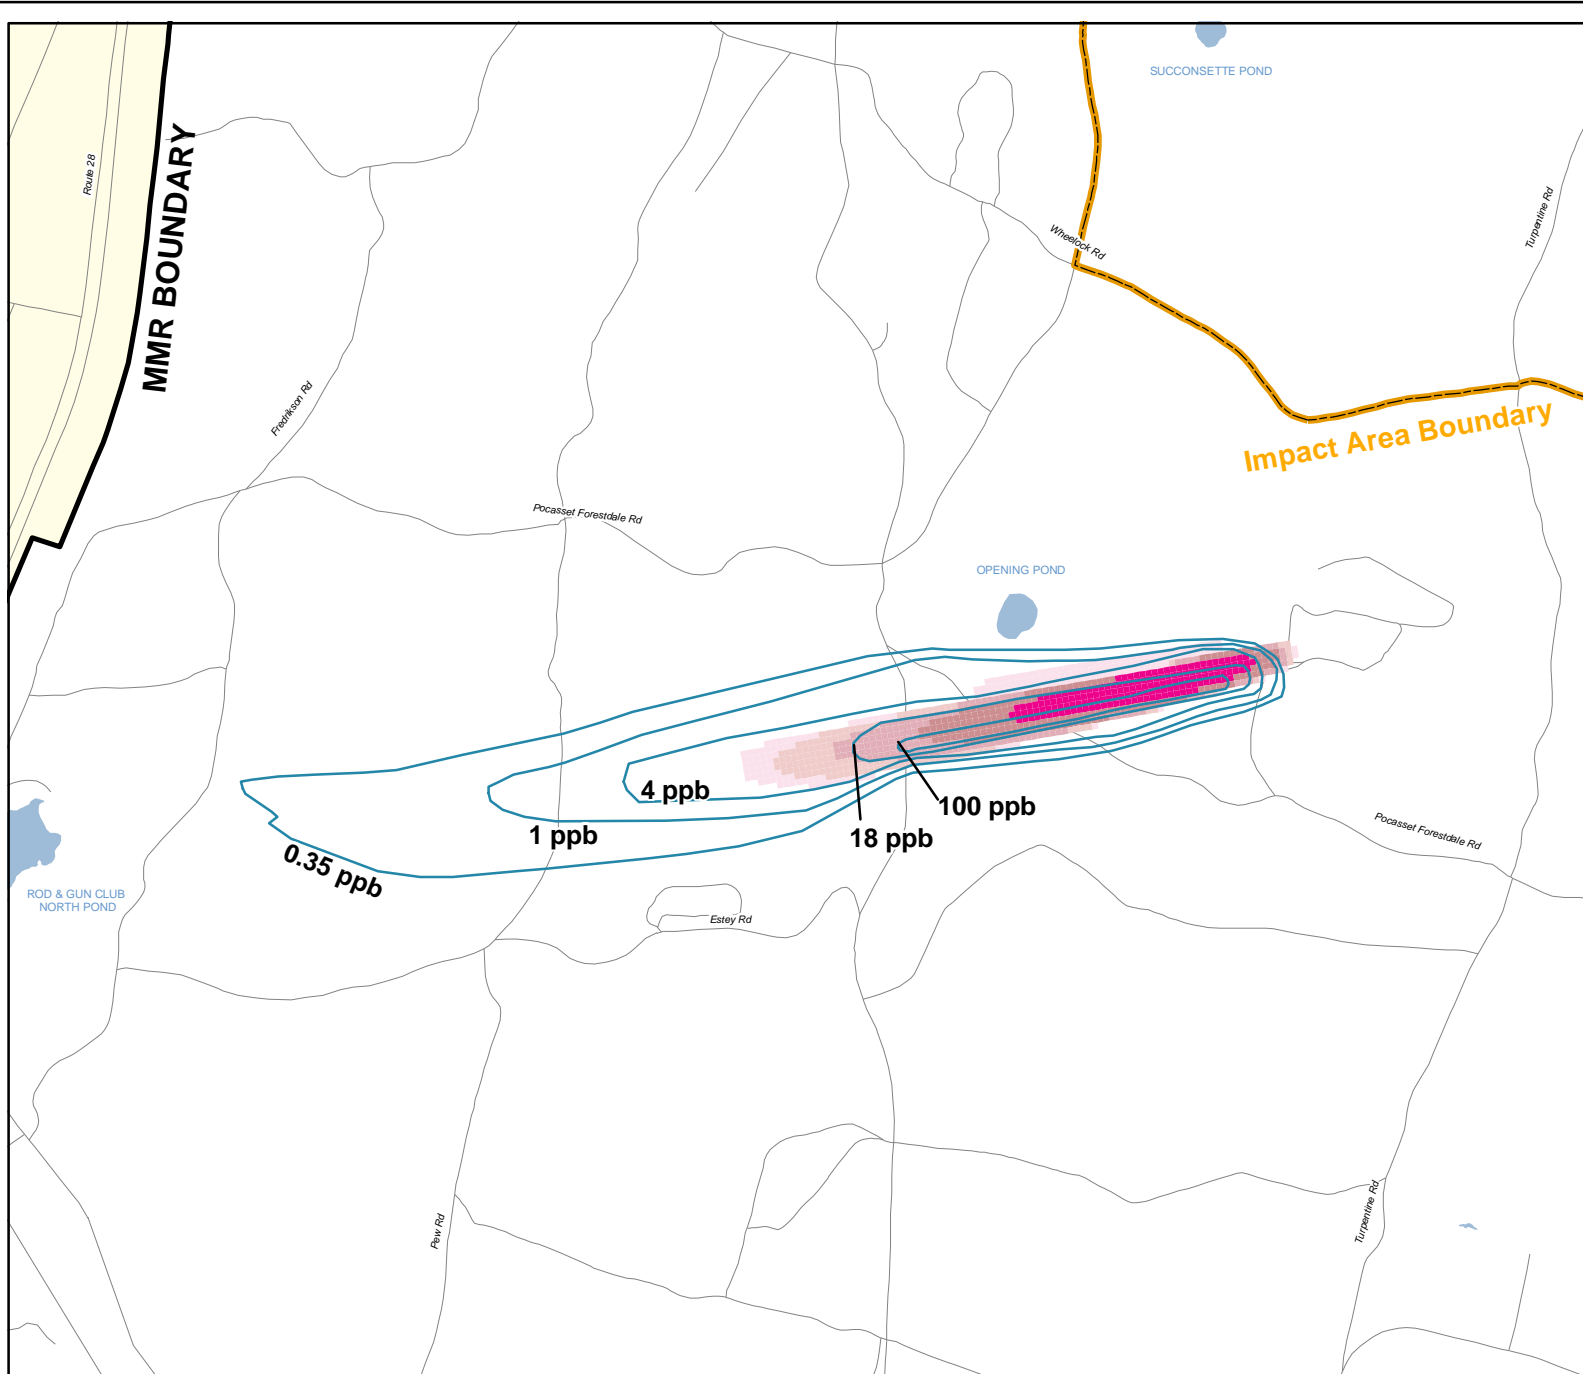 SUCCONSETTE POND
Route 28
MMR BOUNDARY
Turpentine Rd
Wheelock Rd
Fredrikson Rd
Impact Area Boundary
Pocasset Forestdale Rd
OPENING POND
4 ppb
100 ppb
1 ppb
18 ppb
Pocasset Forestdale Rd
0.35 ppb
ROD & GUN CLUB
NORTH POND
Estey Rd
Pew Rd
Turpentine Rd